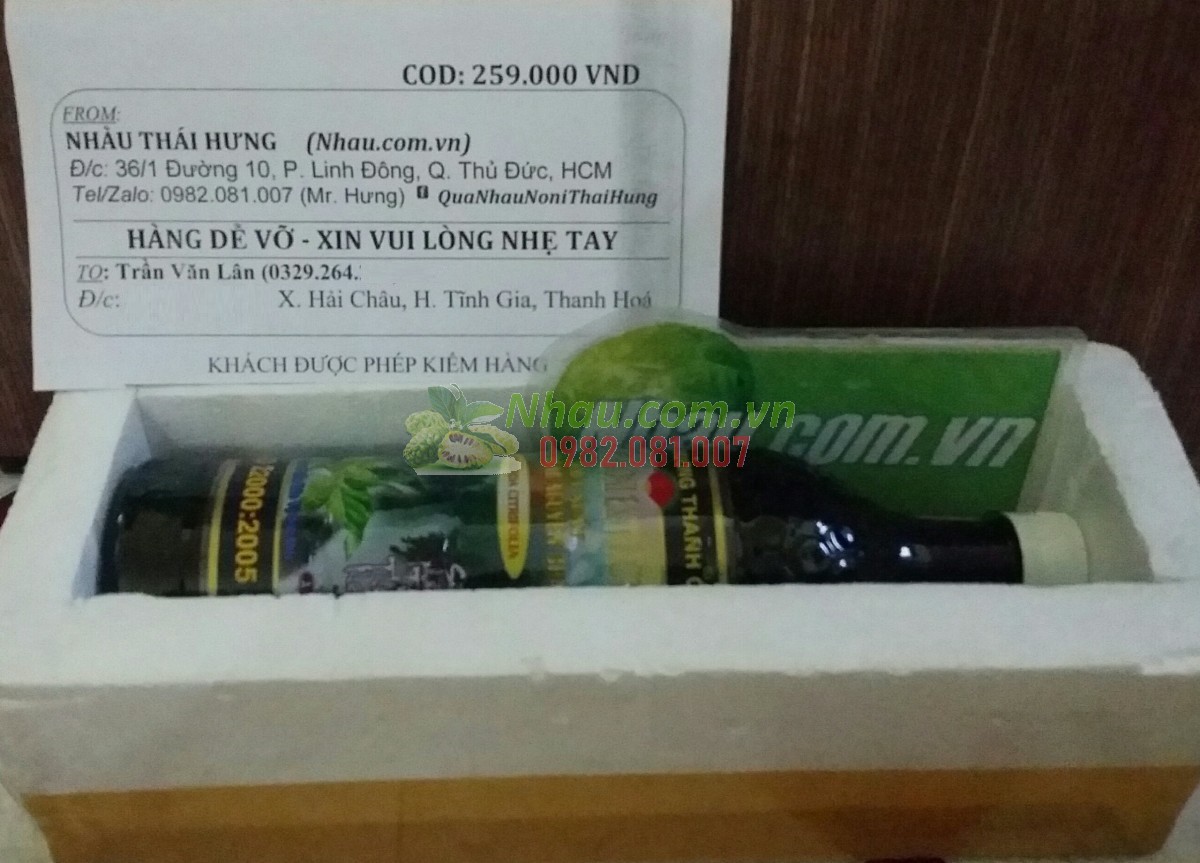 COD: 259.000 VND
FROM:
NHÀU THÁI HƯNG (Nhau.com.vn)
Đ/c: 36/1 Đường 10, P. Linh Đông, Q. Thủ Đức, HCM
Tel/Zalo: 0982.081.007 (Mr. Hưng) f QuaNhauNoniThaiHung
HÀNG DỄ VỠ - XIN VUI LÒNG NHẸ TAY
TO: Trần Văn Lân (0329.264.
Đ/c: X. Hải Châu, H. Tĩnh Gia, Thanh Hoá
KHÁCH ĐƯỢC PHÉP KIỂM HÀNG
Nhau.com.vn
0982.081.007
.com.vn
2000:2005
THÀNH